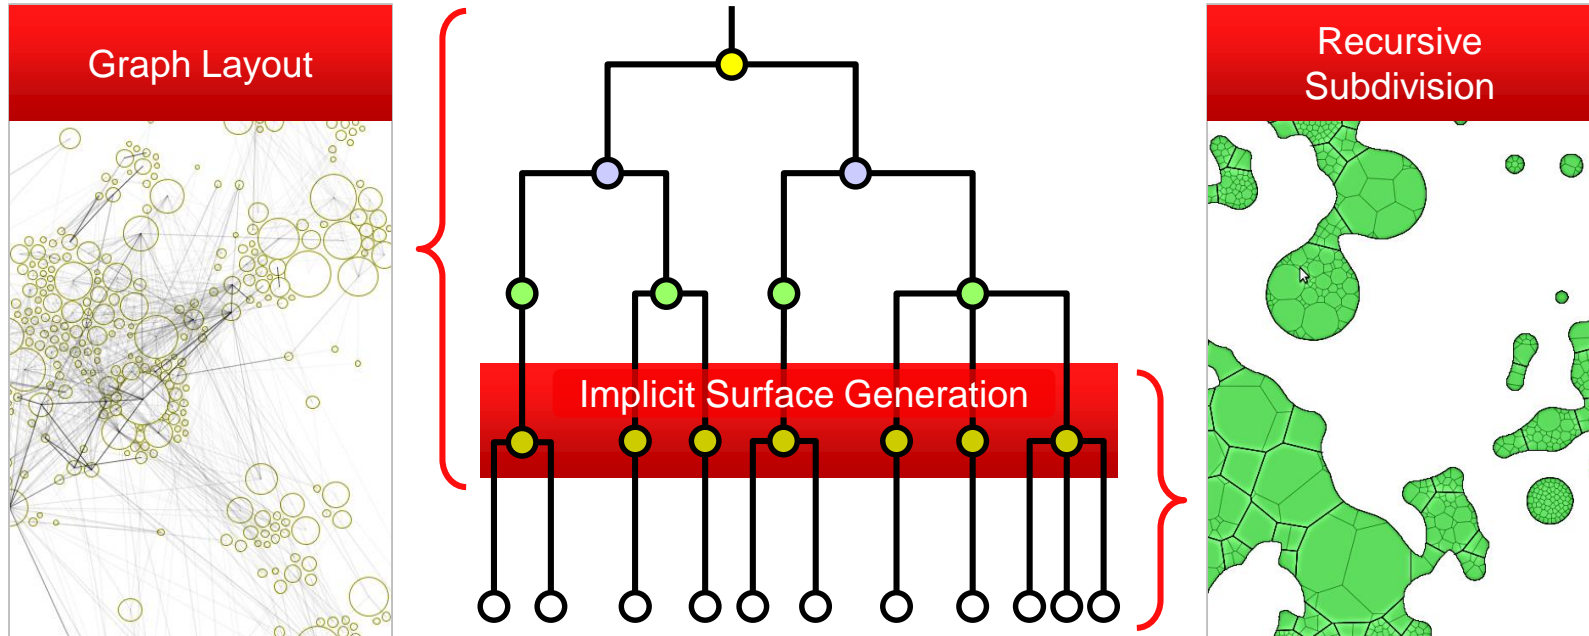 Graph Layout
Implicit Surface Generation
Recursive
Subdivision